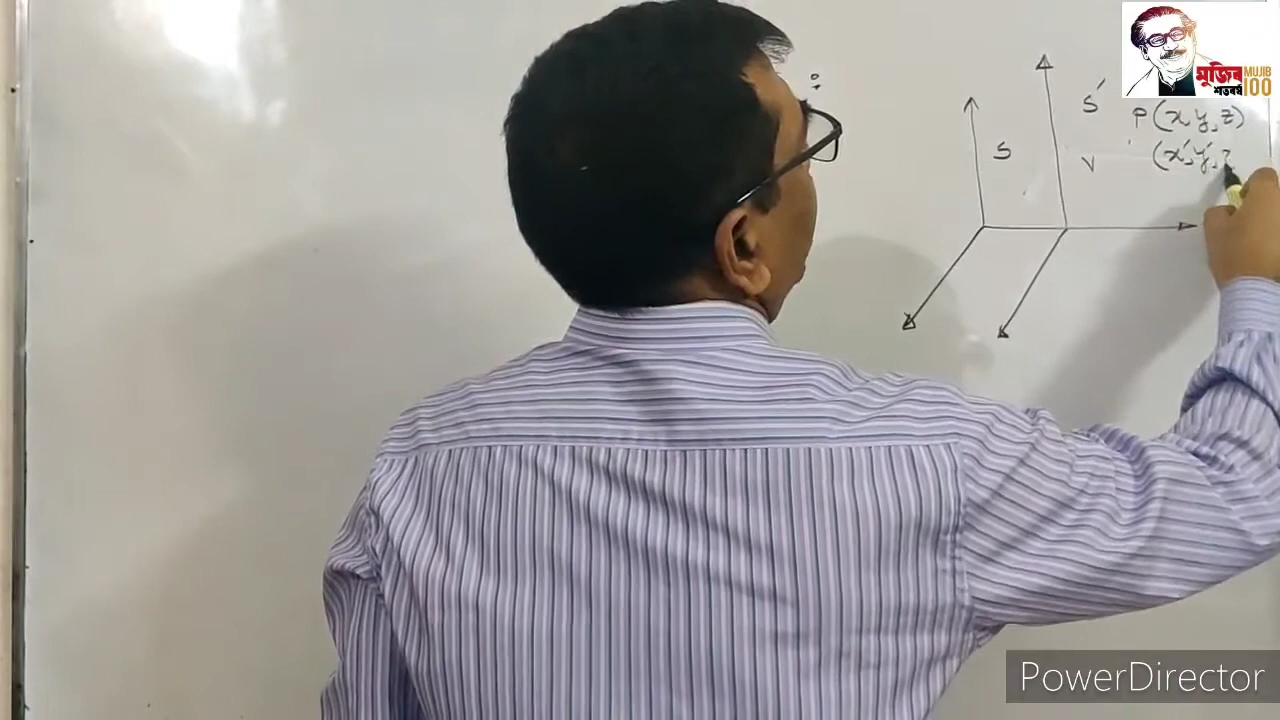 মুজিব MUJIB
শতবর্ষ 100
S'
P(x, y, z)
S
V
(x', y',
PowerDirector